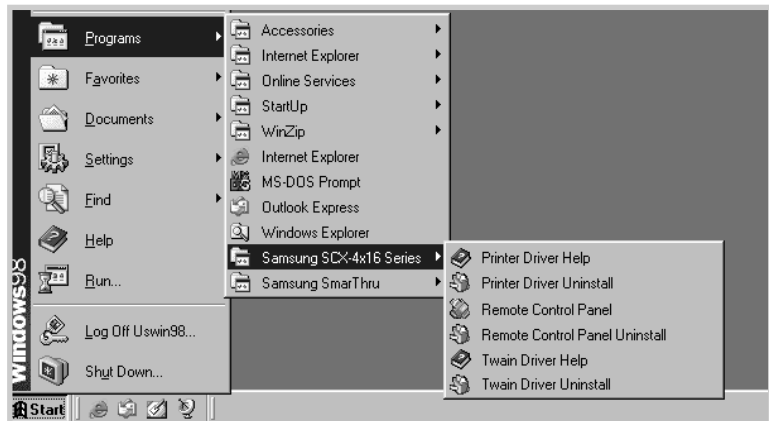 Programs
Favorites
Documents
Settings
Find
Help
Run...
Log Off Uswin98...
Shut Down...
Windows98
Start
Accessories
Internet Explorer
Online Services
StartUp
WinZip
Internet Explorer
MS-DOS Prompt
Outlook Express
Windows Explorer
Samsung SCX-4x16 Series
Samsung SmarThru
Printer Driver Help
Printer Driver Uninstall
Remote Control Panel
Remote Control Panel Uninstall
Twain Driver Help
Twain Driver Uninstall